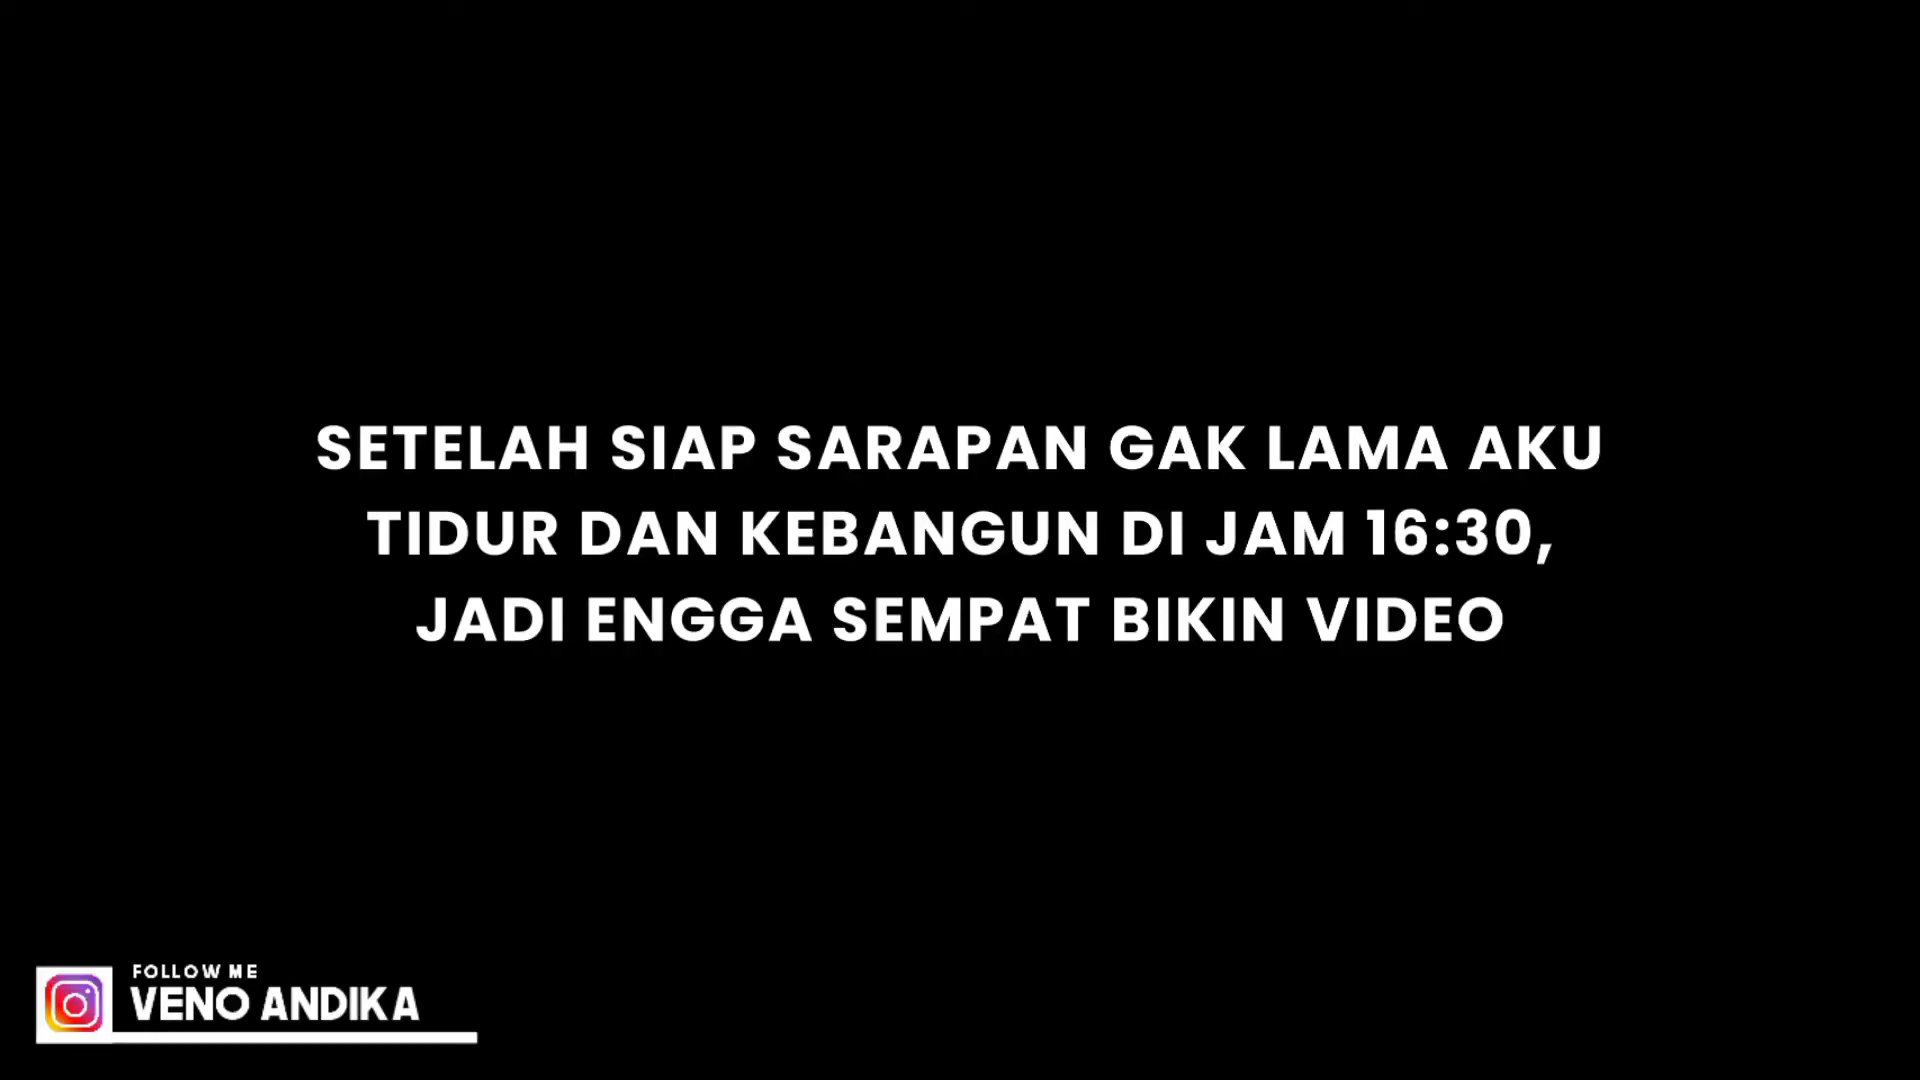 SETELAH SIAP SARAPAN GAK LAMA AKU
TIDUR DAN KEBANGUN DI JAM 16:30,
JADI ENGGA SEMPAT BIKIN VIDEO
FOLLOW ME
VENO ANDIKA